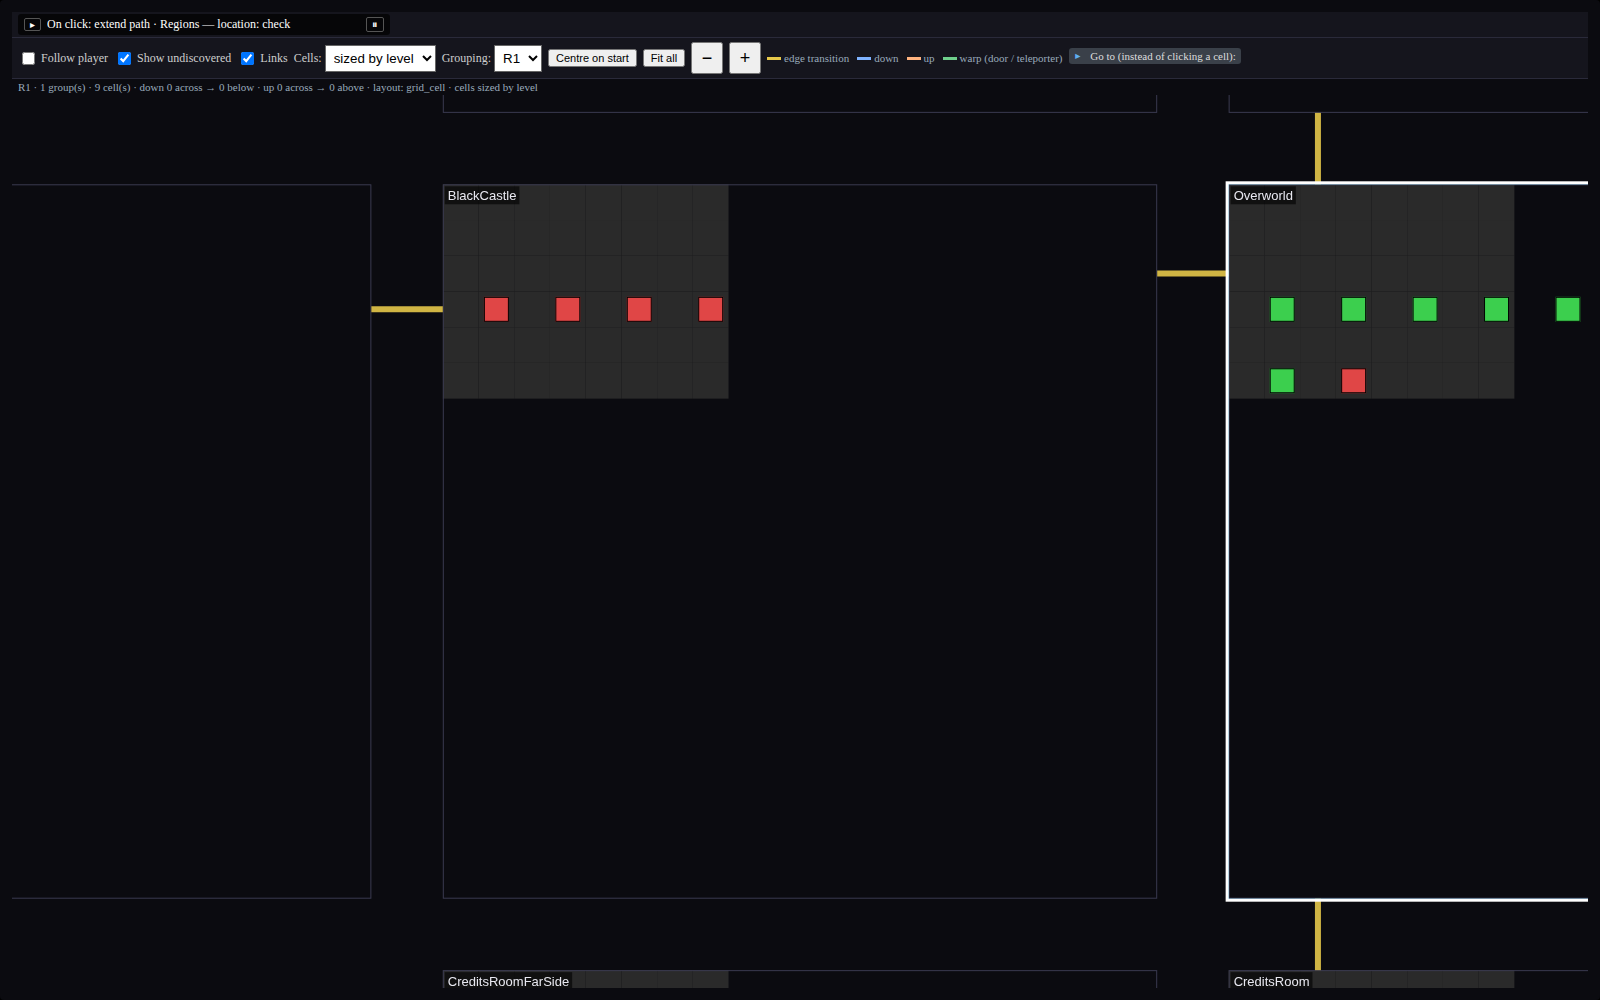 On click: extend path · Regions — location: check
Follow player Show undiscovered Links Cells: sized by level Grouping: R1 Centre on start Fit all − + edge transition down up warp (door / teleporter) Go to (instead of clicking a cell):
R1 · 1 group(s) · 9 cell(s) · down 0 across → 0 below · up 0 across → 0 above · layout: grid_cell · cells sized by level
BlackCastle
Overworld
CreditsRoomFarSide
CreditsRoom